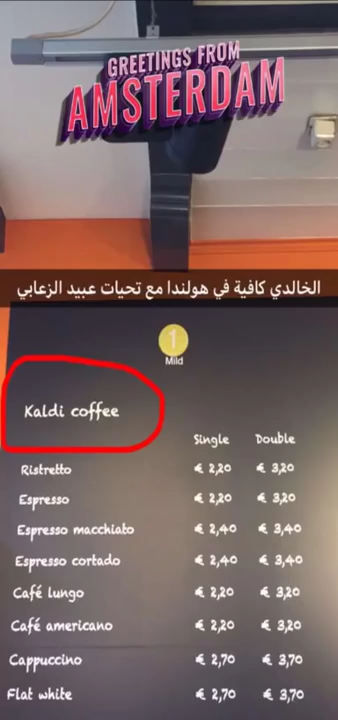 GREETINGS FROM
AMSTERDAM
الخالدي كافية في هولندا مع تحيات عبيد الزعابي
1
Mild
Kaldi coffee
Single Double
Ristretto € 2,20 € 3,20
Espresso € 2,20 € 3,20
Espresso macchiato € 2,40 € 3,40
Espresso cortado € 2,40 € 3,40
Café lungo € 2,20 € 3,20
Café americano € 2,20 € 3,20
Cappuccino € 2,70 € 3,70
Flat white € 2,70 € 3,70